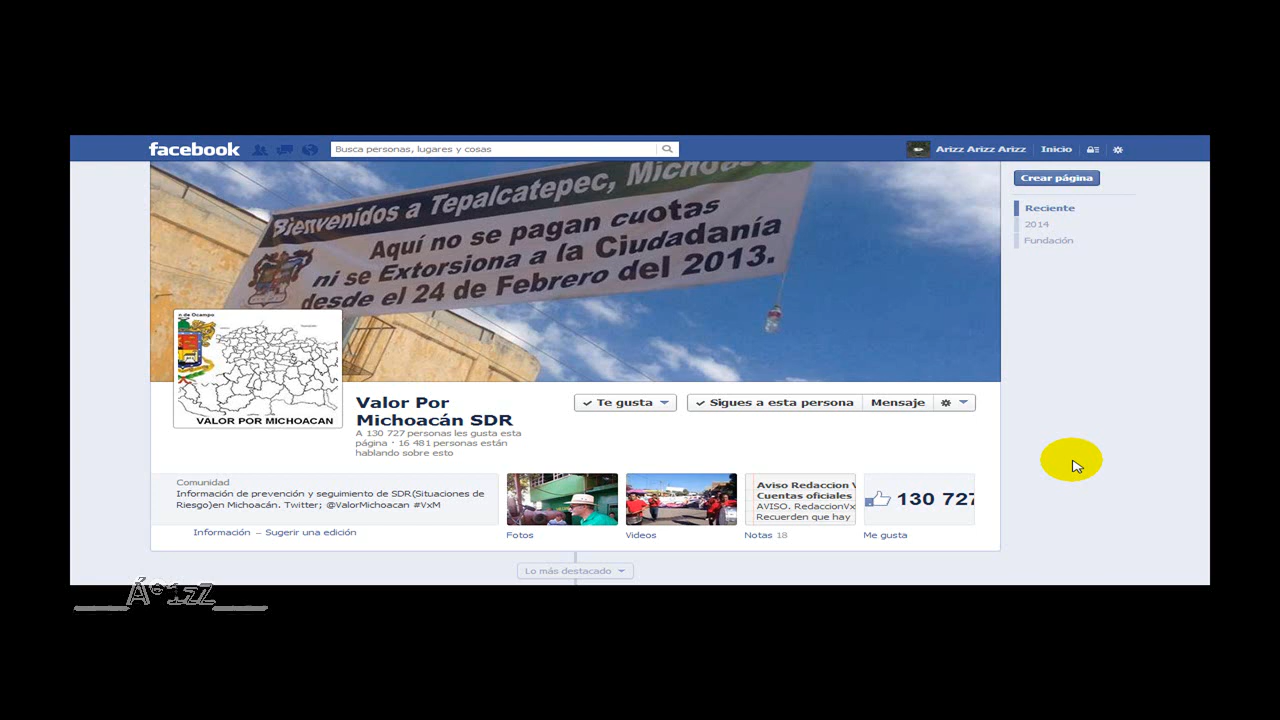 facebook
Busca personas, lugares y cosas
Arizz Arizz Arizz
Inicio
Crear página
Reciente
2014
Fundación
Bienvenidos a Tepalcatepec,
Aquí no se pagan cuotas
ni se Extorsiona a la Ciudadanía
desde el 24 de Febrero del 2013.
n de Ocampo
VALOR POR MICHOACAN
Valor Por
Michoacán SDR
A 130 727 personas les gusta esta
página · 16 481 personas están
hablando sobre esto
Te gusta
Sigues a esta persona
Mensaje
Comunidad
Información de prevención y seguimiento de SDR(Situaciones de
Riesgo)en Michoacán. Twitter; @ValorMichoacan #VxM
Información – Sugerir una edición
Fotos
Videos
Aviso Redaccion V
Cuentas oficiales
AVISO. RedaccionVx
Recuerden que hay
Notas 18
130 727
Me gusta
Lo más destacado